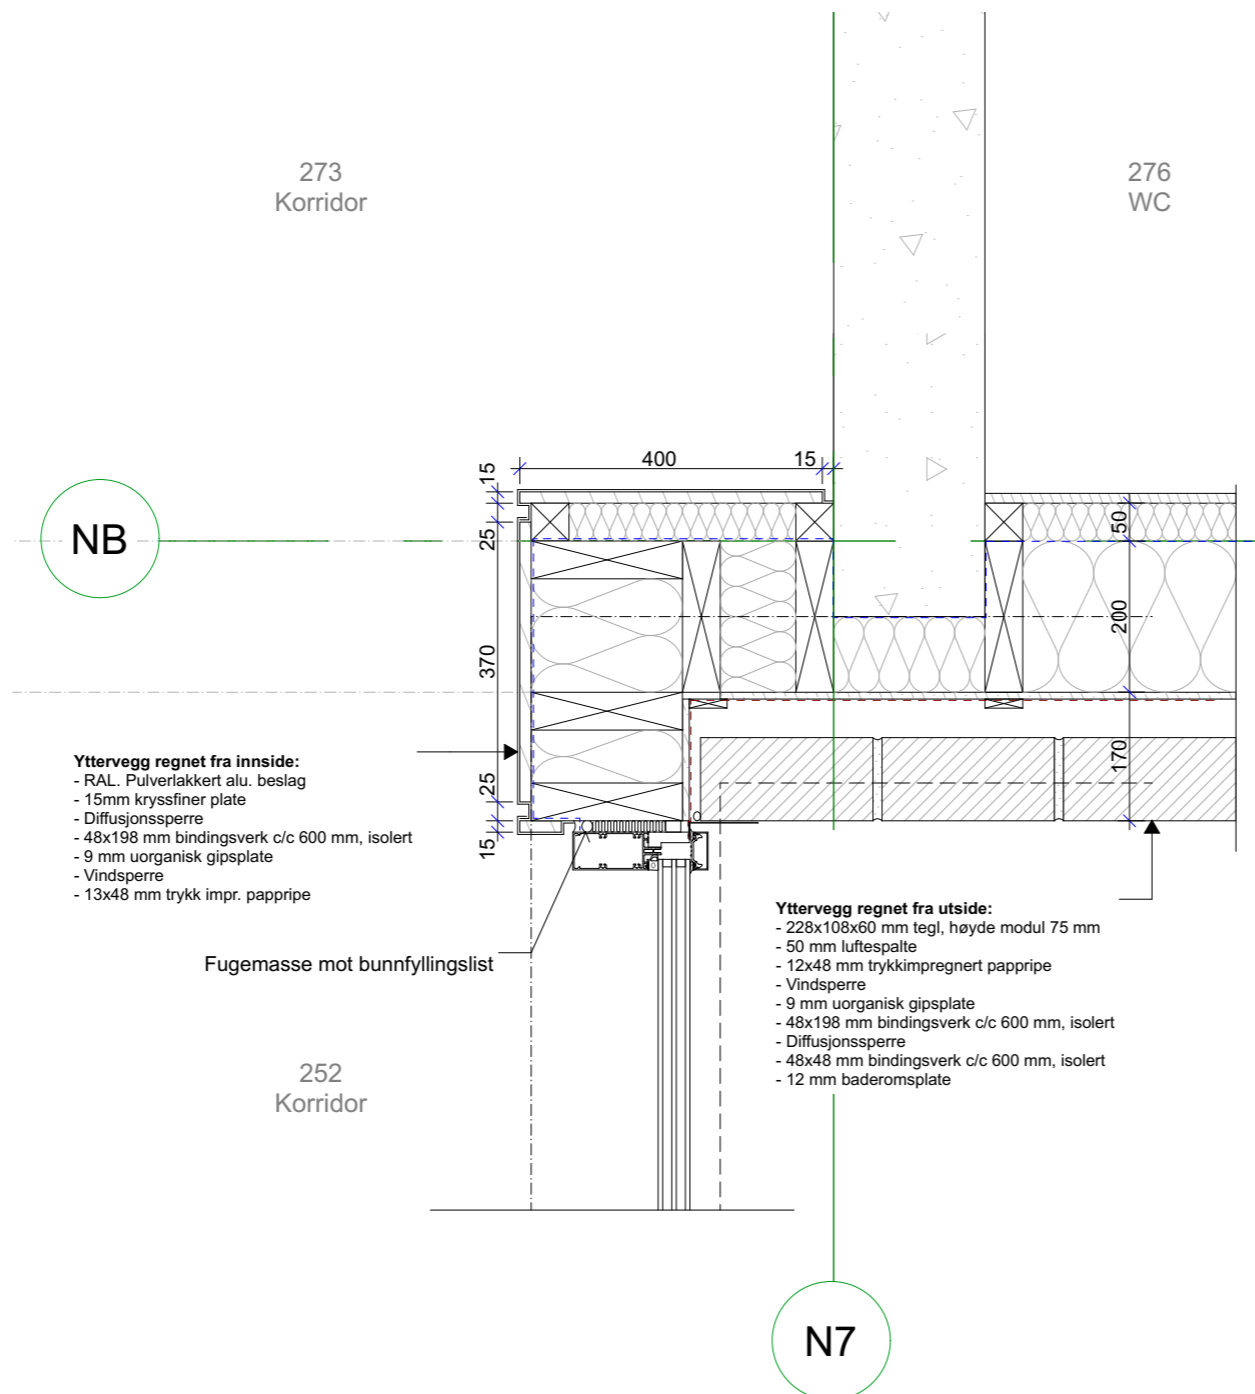 273
Korridor
276
WC
400
15
15
50
NB
25
200
370
170
25
15
Yttervegg regnet fra innside:
- RAL. Pulverlakkert alu. beslag
- 15mm kryssfiner plate
- Diffusjonssperre
- 48x198 mm bindingsverk c/c 600 mm, isolert
- 9 mm uorganisk gipsplate
- Vindsperre
- 13x48 mm trykk impr. pappripe
Fugemasse mot bunnfyllingslist
Yttervegg regnet fra utside:
- 228x108x60 mm tegl, høyde modul 75 mm
- 50 mm luftespalte
- 12x48 mm trykkimpregnert pappripe
- Vindsperre
- 9 mm uorganisk gipsplate
- 48x198 mm bindingsverk c/c 600 mm, isolert
- Diffusjonssperre
- 48x48 mm bindingsverk c/c 600 mm, isolert
- 12 mm baderomsplate
252
Korridor
N7